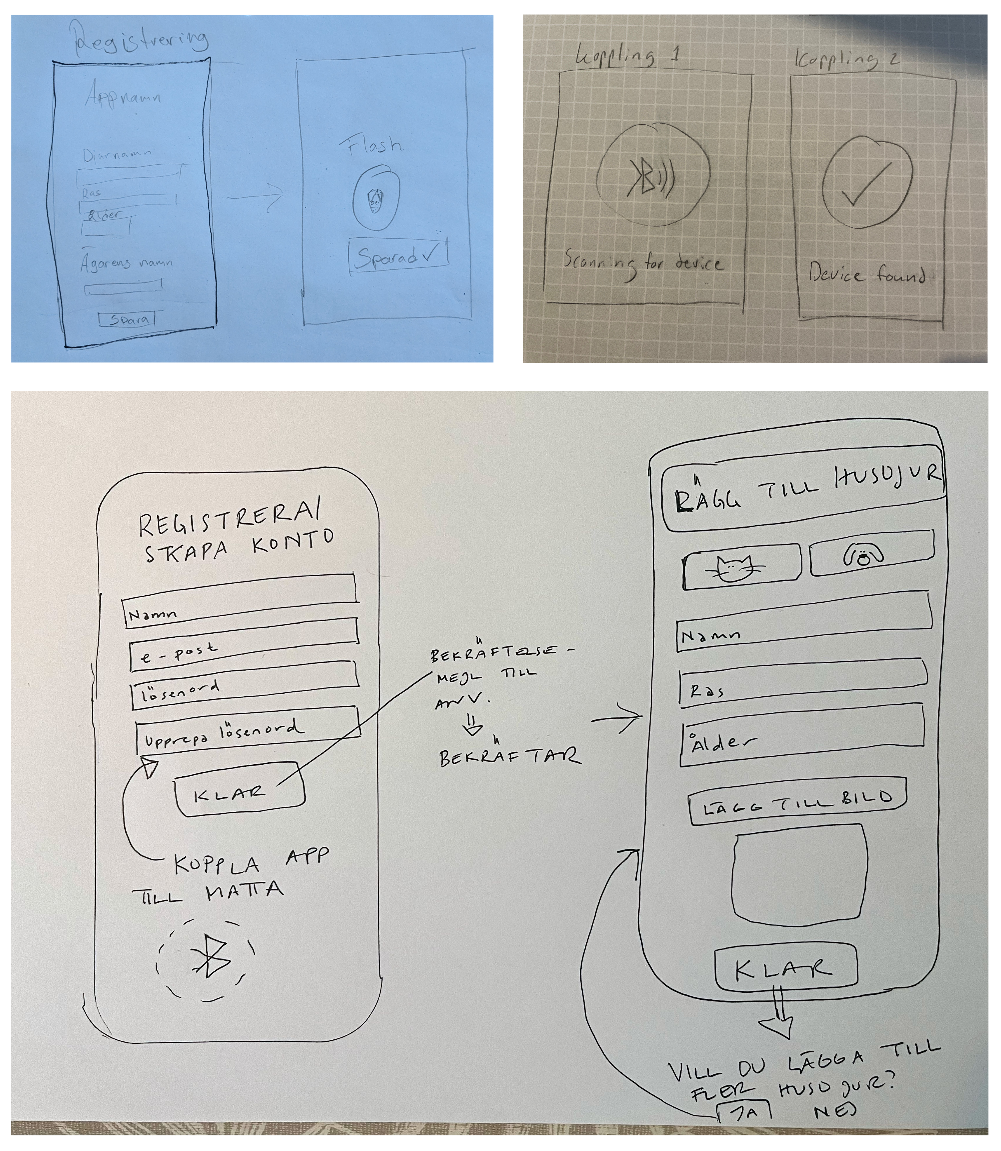 Registrering
Appnamn
Djurnamn
Ras
Ålder
Ägarens namn
Spara
Flash
Sparad ✓
Koppling 1
Scanning for device
Koppling 2
Device found
REGISTRERA/
SKAPA KONTO
Namn
e-post
lösenord
Upprepa lösenord
KLAR
KOPPLA APP
TILL MATTA
BEKRÄFTELSE-
MEJL TILL
ANV.
BEKRÄFTAR
LÄGG TILL HUSDJUR
Namn
Ras
Ålder
LÄGG TILL BILD
KLAR
VILL DU LÄGGA TILL
FLER HUSDJUR?
JA NEJ